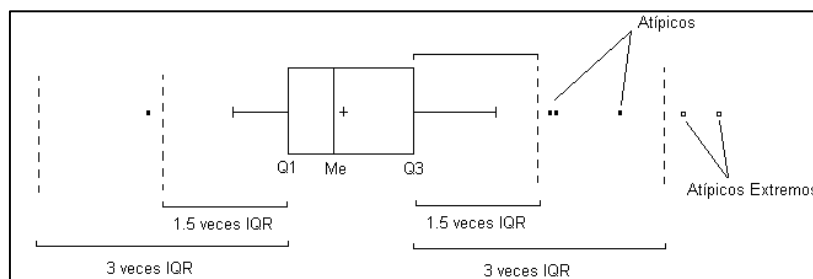 Atípicos
Q1 Me Q3
Atípicos Extremos
1.5 veces IQR 1.5 veces IQR
3 veces IQR 3 veces IQR